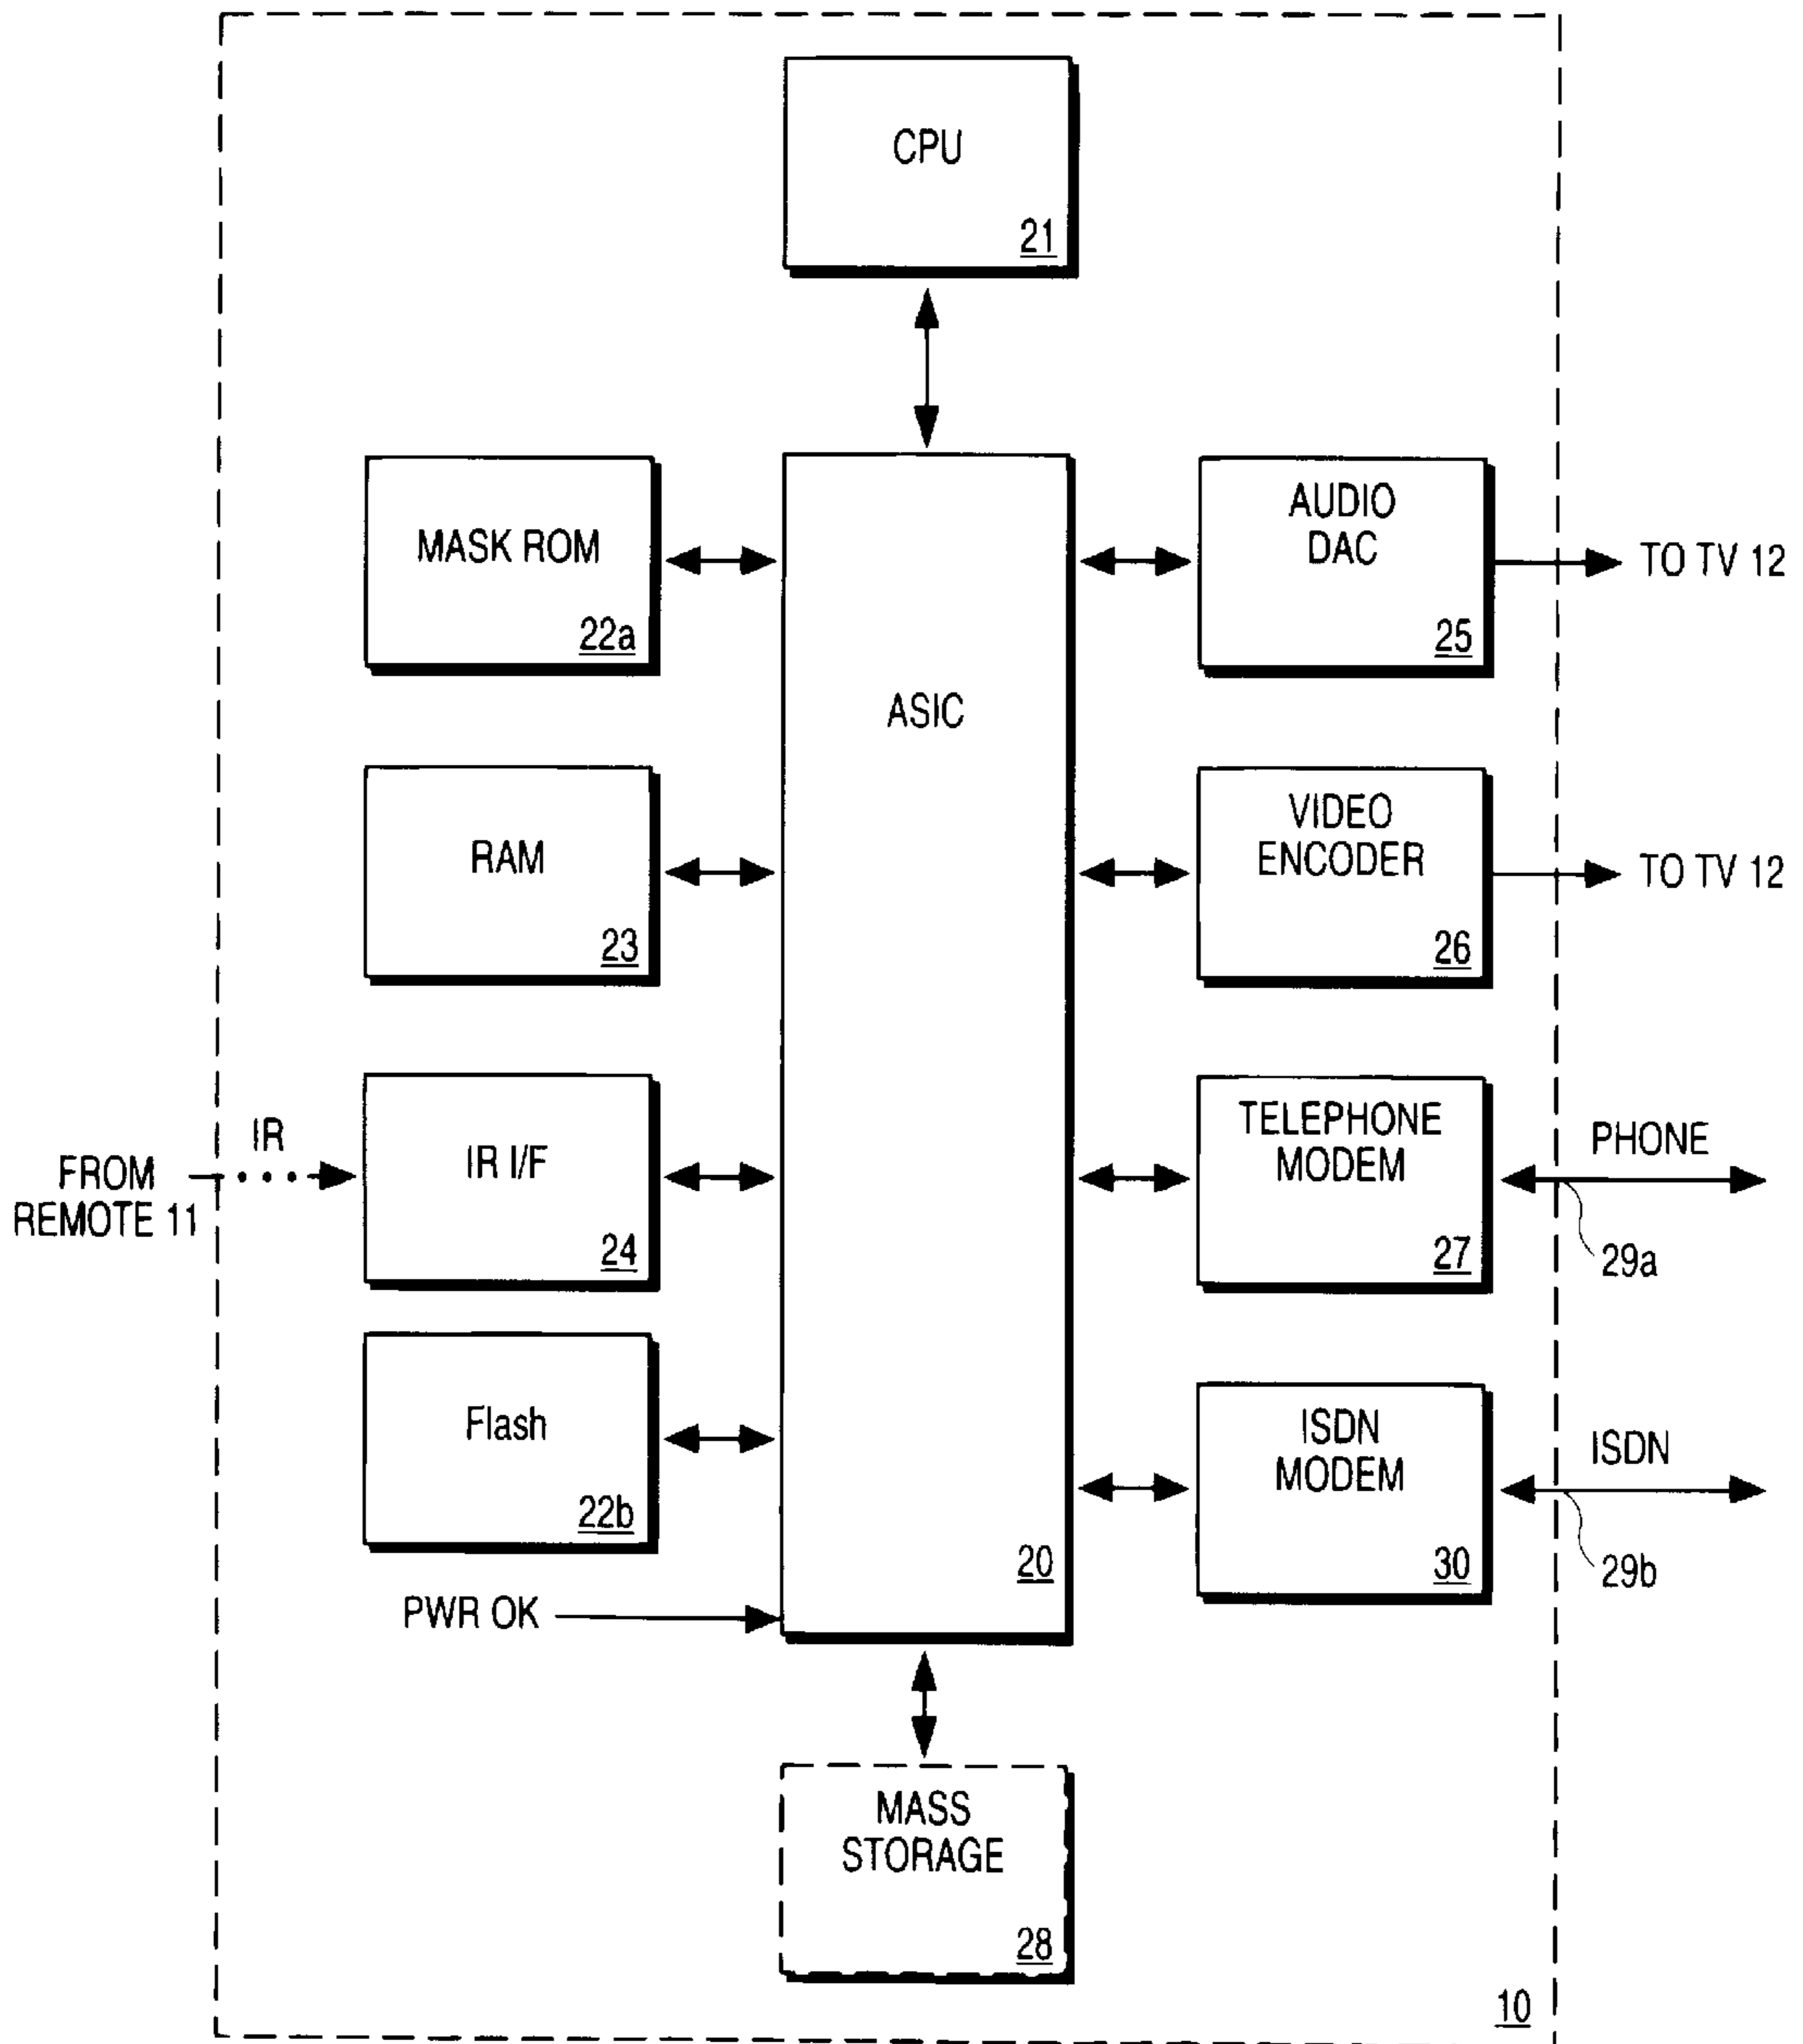 CPU
21
MASK ROM
22a
ASIC
20
AUDIO
DAC
25
TO TV 12
RAM
23
VIDEO
ENCODER
26
TO TV 12
FROM
REMOTE 11
IR
IR I/F
24
TELEPHONE
MODEM
27
PHONE
29a
Flash
22b
ISDN
MODEM
30
ISDN
29b
PWR OK
MASS
STORAGE
28
10